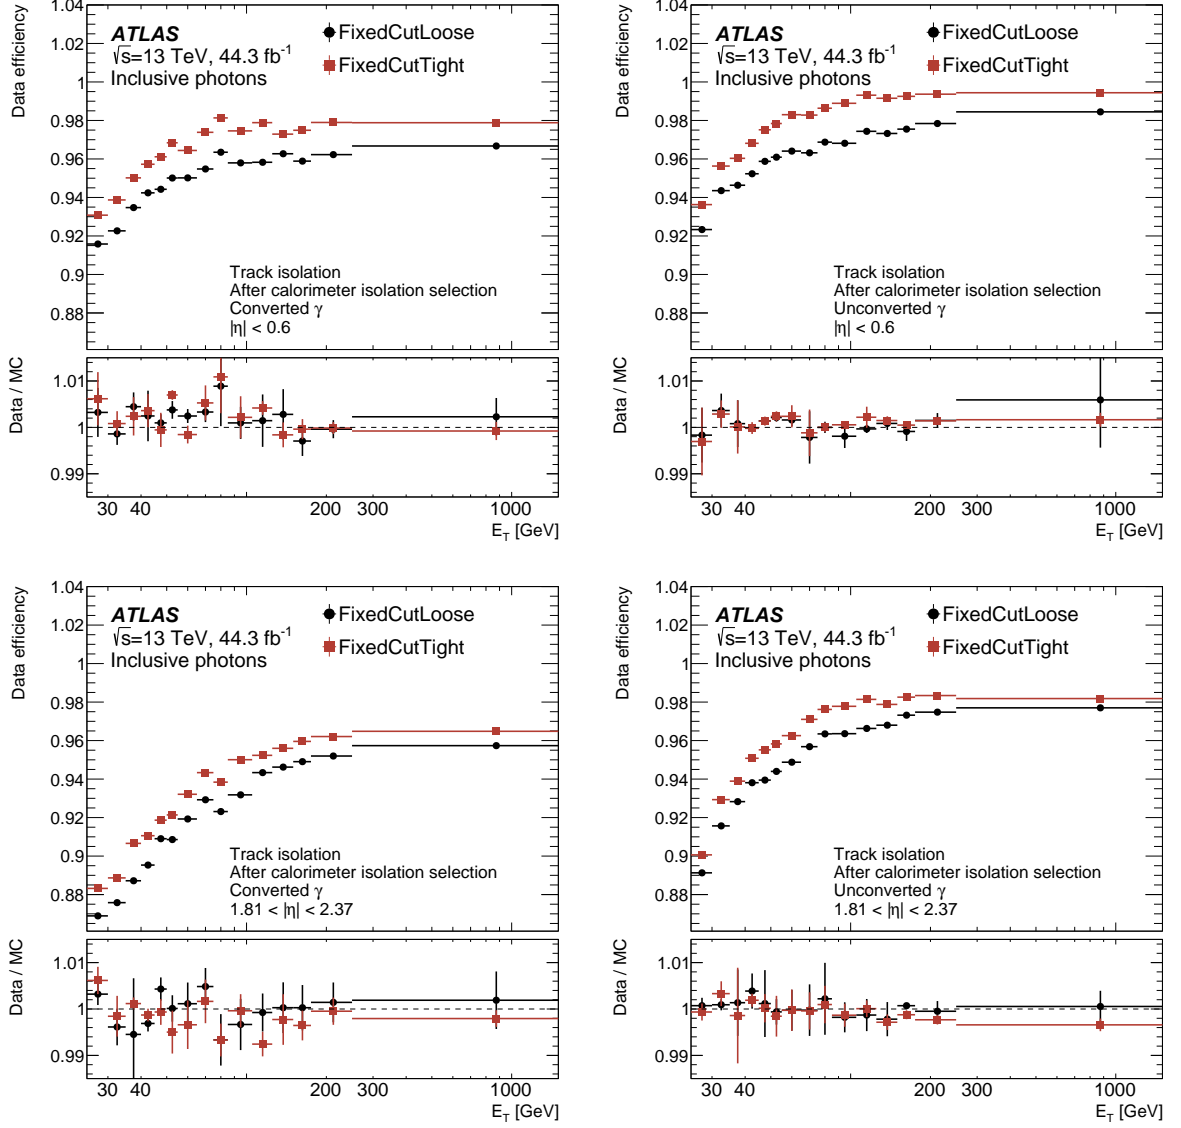 Data efficiency
1.04
1.02
1
0.98
0.96
0.94
0.92
0.9
0.88
ATLAS
√s=13 TeV, 44.3 fb⁻¹
Inclusive photons
FixedCutLoose
FixedCutTight
Track isolation
After calorimeter isolation selection
Converted γ
|η| < 0.6
Data / MC
1.01
1
0.99
30 40 200 300 1000
E_T [GeV]
Data efficiency
1.04
1.02
1
0.98
0.96
0.94
0.92
0.9
0.88
ATLAS
√s=13 TeV, 44.3 fb⁻¹
Inclusive photons
FixedCutLoose
FixedCutTight
Track isolation
After calorimeter isolation selection
Unconverted γ
|η| < 0.6
Data / MC
1.01
1
0.99
30 40 200 300 1000
E_T [GeV]
Data efficiency
1.04
1.02
1
0.98
0.96
0.94
0.92
0.9
0.88
ATLAS
√s=13 TeV, 44.3 fb⁻¹
Inclusive photons
FixedCutLoose
FixedCutTight
Track isolation
After calorimeter isolation selection
Converted γ
1.81 < |η| < 2.37
Data / MC
1.01
1
0.99
30 40 200 300 1000
E_T [GeV]
Data efficiency
1.04
1.02
1
0.98
0.96
0.94
0.92
0.9
0.88
ATLAS
√s=13 TeV, 44.3 fb⁻¹
Inclusive photons
FixedCutLoose
FixedCutTight
Track isolation
After calorimeter isolation selection
Unconverted γ
1.81 < |η| < 2.37
Data / MC
1.01
1
0.99
30 40 200 300 1000
E_T [GeV]